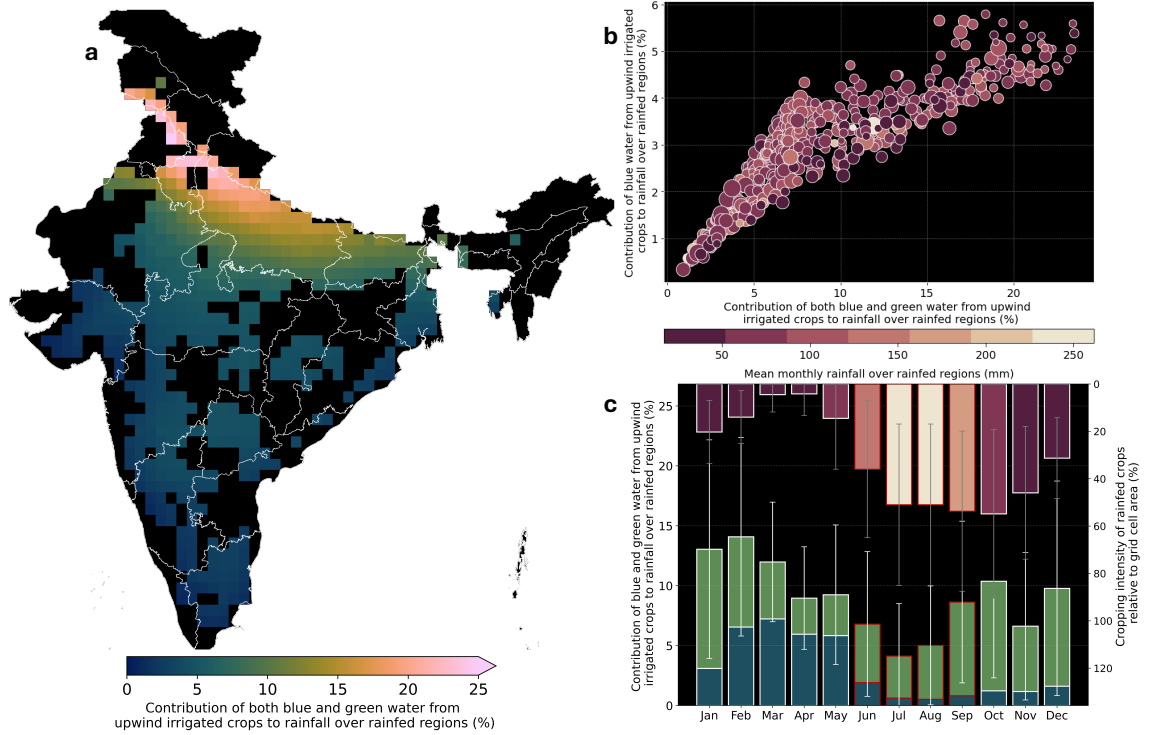 a
0 5 10 15 20 25
Contribution of both blue and green water from
upwind irrigated crops to rainfall over rainfed regions (%)
b
Contribution of blue water from upwind irrigated
crops to rainfall over rainfed regions (%)
6
5
4
3
2
1
0 5 10 15 20
Contribution of both blue and green water from upwind
irrigated crops to rainfall over rainfed regions (%)
50 100 150 200 250
Mean monthly rainfall over rainfed regions (mm)
c
Contribution of blue and green water from upwind
irrigated crops to rainfall over rainfed regions (%)
25
20
15
10
5
0
Jan Feb Mar Apr May Jun Jul Aug Sep Oct Nov Dec
0
20
40
60
80
100
120
Cropping intensity of rainfed crops
relative to grid cell area (%)